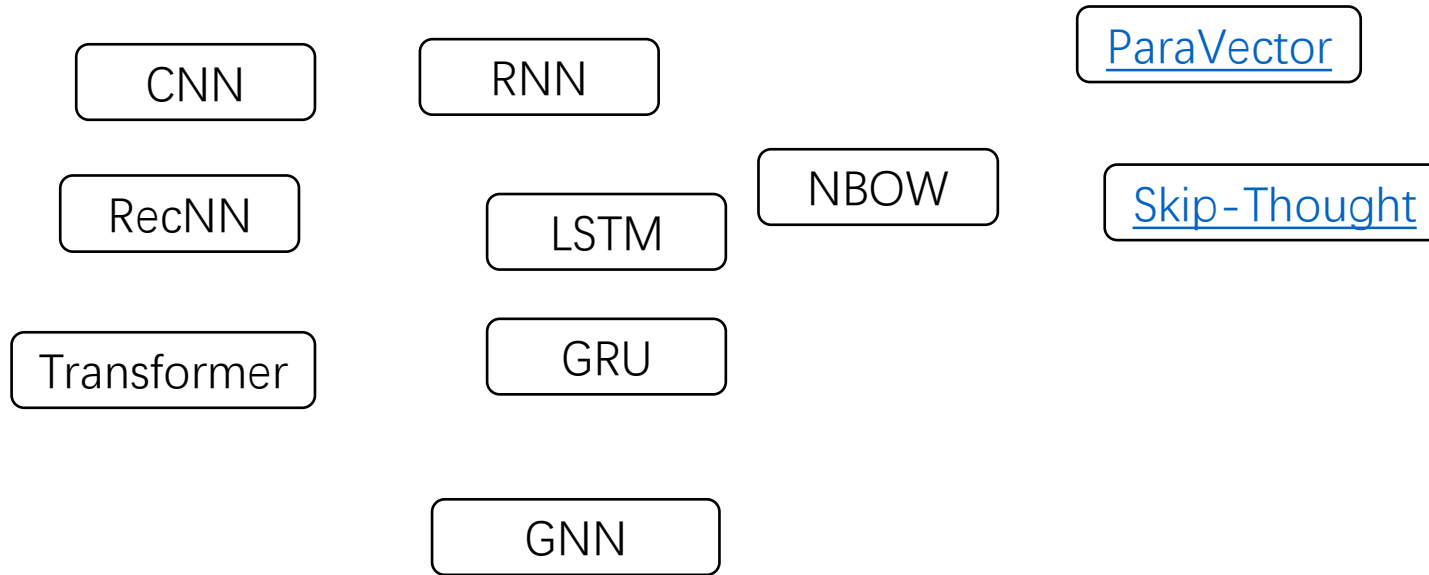 ParaVector
CNN
RNN
NBOW
Skip-Thought
RecNN
LSTM
Transformer
GRU
GNN